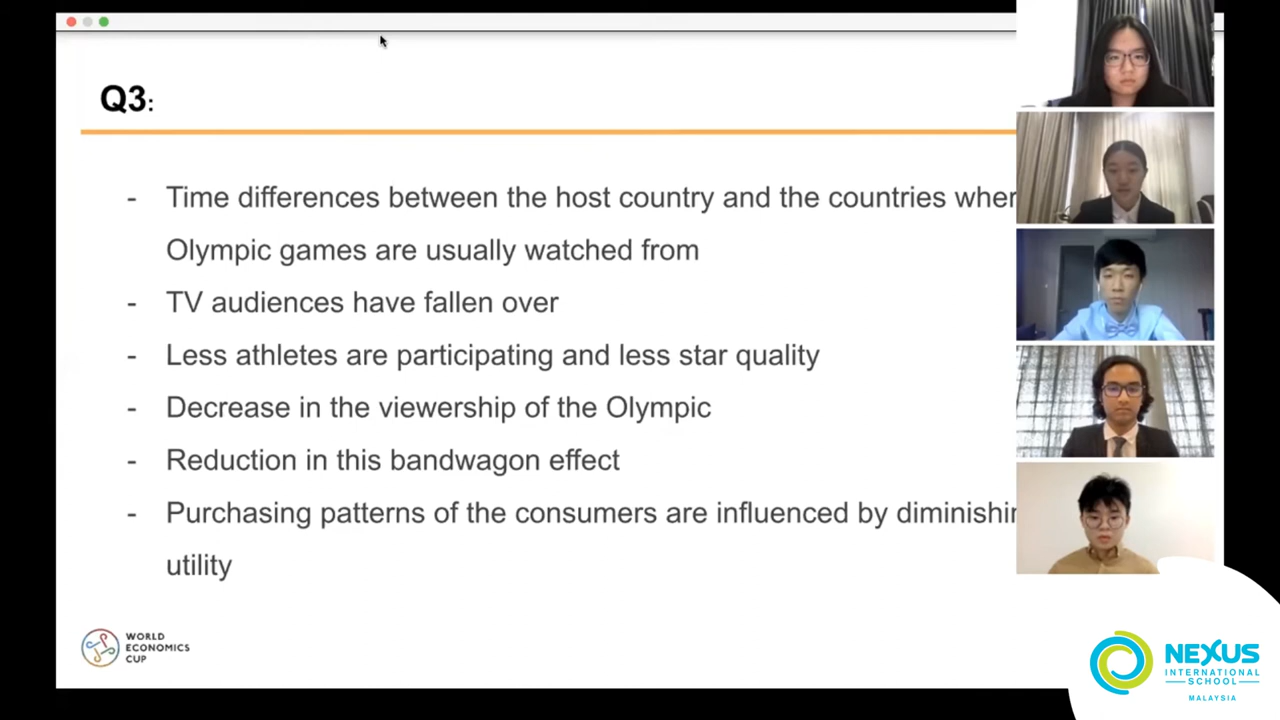 Q3:
- Time differences between the host country and the countries wher
Olympic games are usually watched from
- TV audiences have fallen over
- Less athletes are participating and less star quality
- Decrease in the viewership of the Olympic
- Reduction in this bandwagon effect
- Purchasing patterns of the consumers are influenced by diminishin
utility
WORLD
ECONOMICS
CUP
NEXUS
INTERNATIONAL
SCHOOL
MALAYSIA